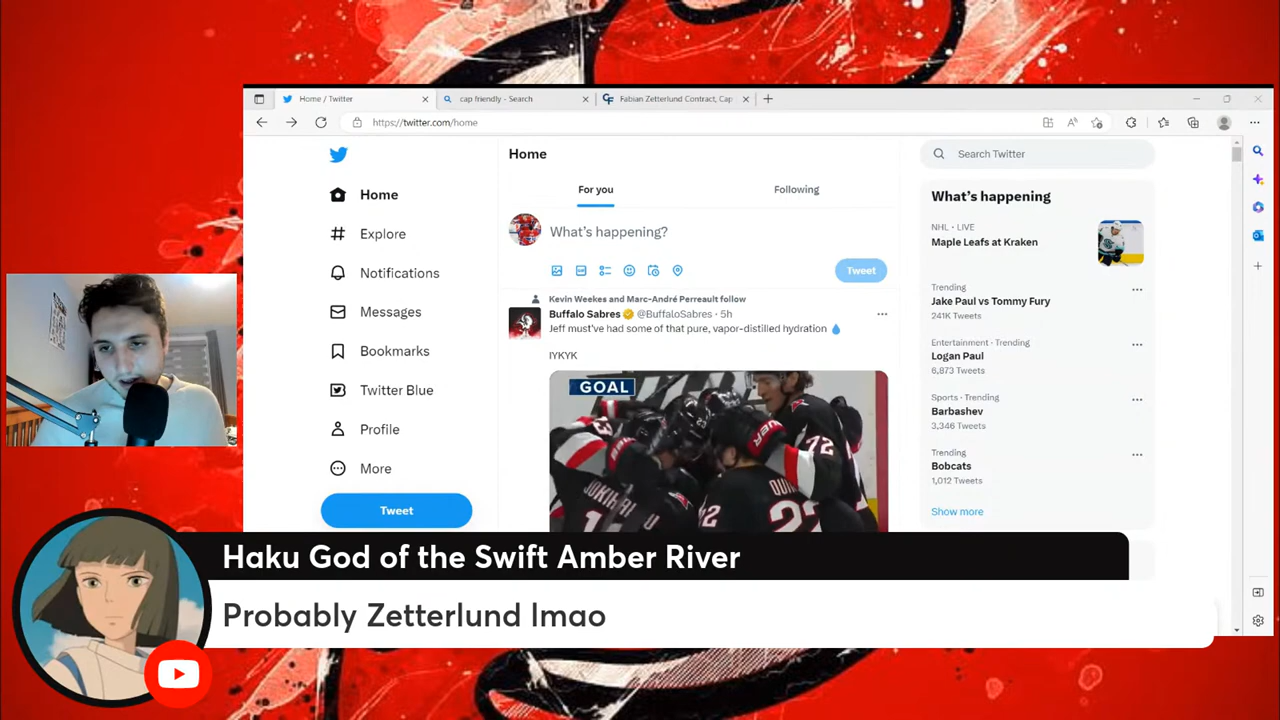 Home / Twitter
cap friendly - Search
Fabian Zetterlund Contract, Cap
https://twitter.com/home
Home
Explore
Notifications
Messages
Bookmarks
Twitter Blue
Profile
More
Tweet
Home
For you
Following
What's happening?
Tweet
Kevin Weekes and Marc-André Perreault follow
Buffalo Sabres @BuffaloSabres · 5h
Jeff must've had some of that pure, vapor-distilled hydration 💧
IYKYK
GOAL
72
QUI
22
Search Twitter
What's happening
NHL · LIVE
Maple Leafs at Kraken
Trending
Jake Paul vs Tommy Fury
241K Tweets
Entertainment · Trending
Logan Paul
6,873 Tweets
Sports · Trending
Barbashev
3,346 Tweets
Trending
Bobcats
1,012 Tweets
Show more
Haku God of the Swift Amber River
Probably Zetterlund lmao